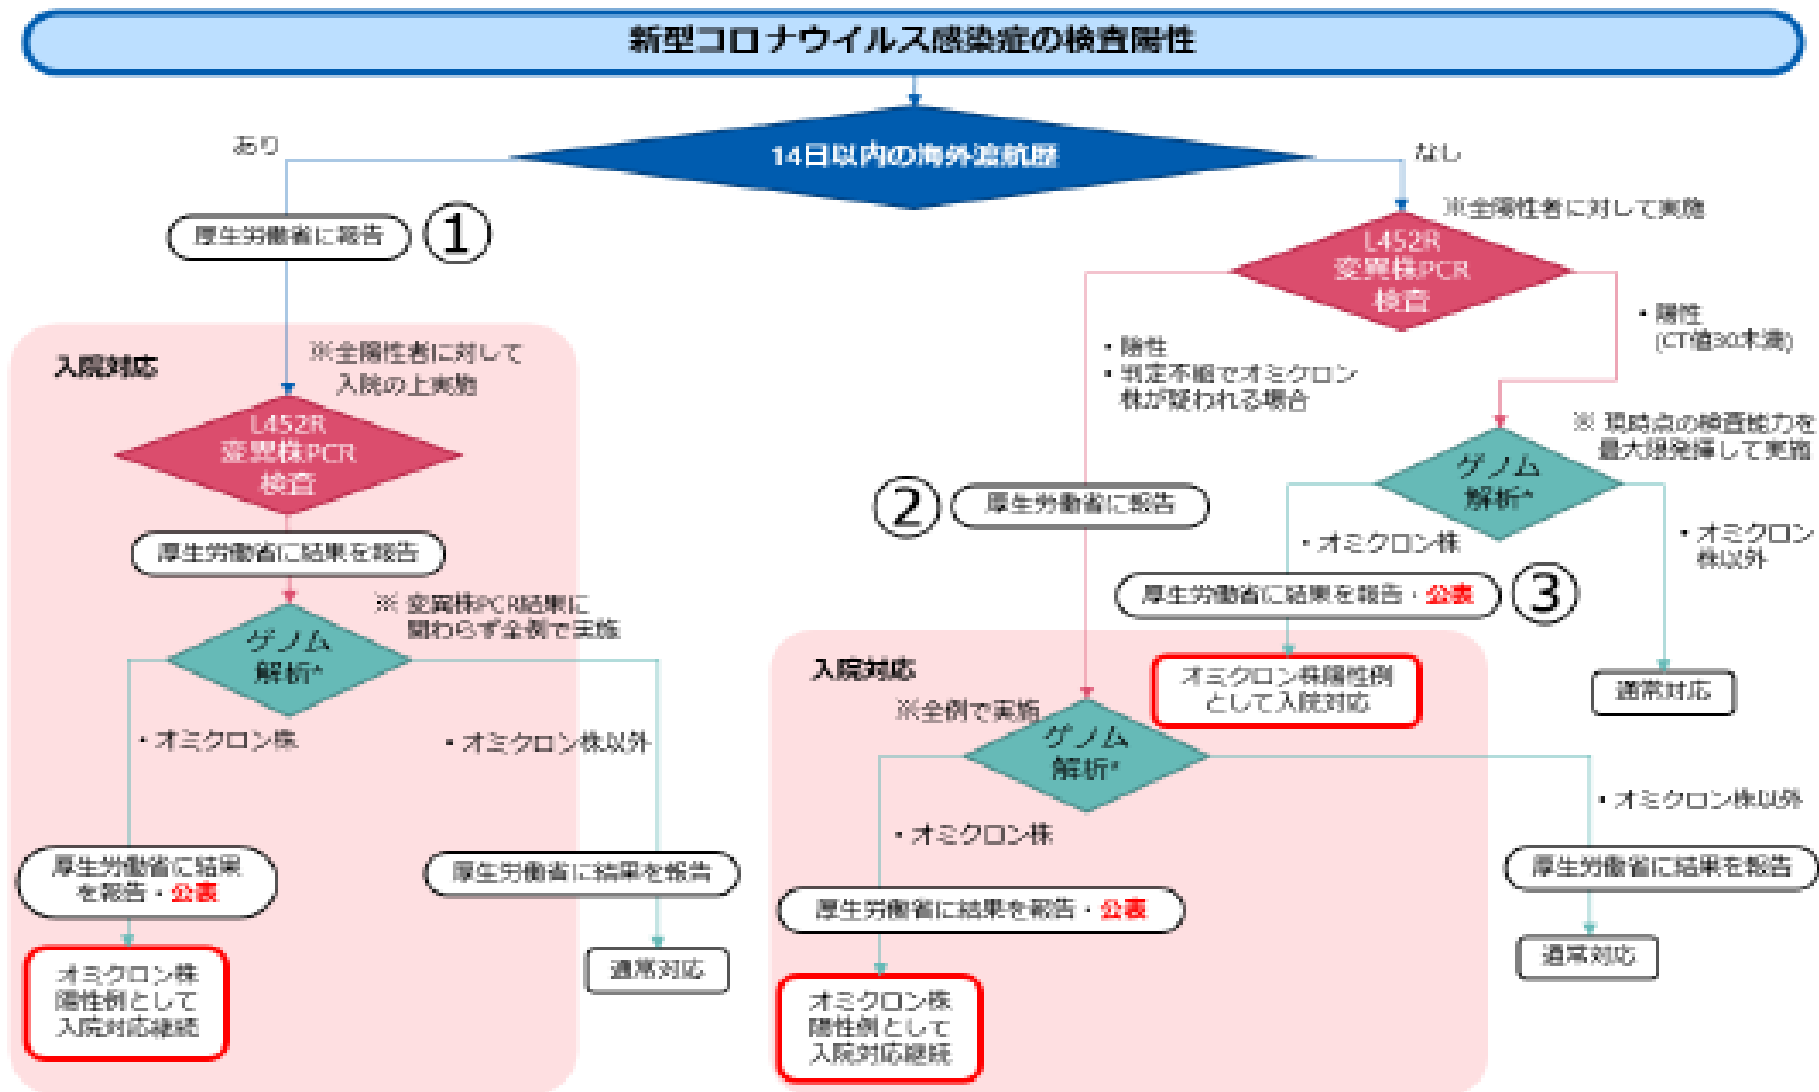 新型コロナウイルス感染症の検査陽性
14日以内の海外渡航歴
あり
なし
厚生労働省に報告
①
※全陽性者に対して実施
L452R
変異株PCR
検査
・陽性
(CT値30未満)
・陰性
・判定不能でオミクロン
株が疑われる場合
入院対応
※全陽性者に対して
入院の上実施
L452R
変異株PCR
検査
厚生労働省に結果を報告
※ 変異株PCR結果に
関わらず全例で実施
ゲノム
解析*
・オミクロン株
・オミクロン株以外
厚生労働省に結果
を報告・公表
厚生労働省に結果を報告
オミクロン株
陽性例として
入院対応継続
通常対応
②
厚生労働省に報告
※ 現時点の検査能力を
最大限発揮して実施
ゲノム
解析*
・オミクロン株
・オミクロン
株以外
厚生労働省に結果を報告・公表
③
オミクロン株陽性例
として入院対応
通常対応
入院対応
※全例で実施
ゲノム
解析*
・オミクロン株
・オミクロン株以外
厚生労働省に結果を報告・公表
厚生労働省に結果を報告
オミクロン株
陽性例として
入院対応継続
通常対応